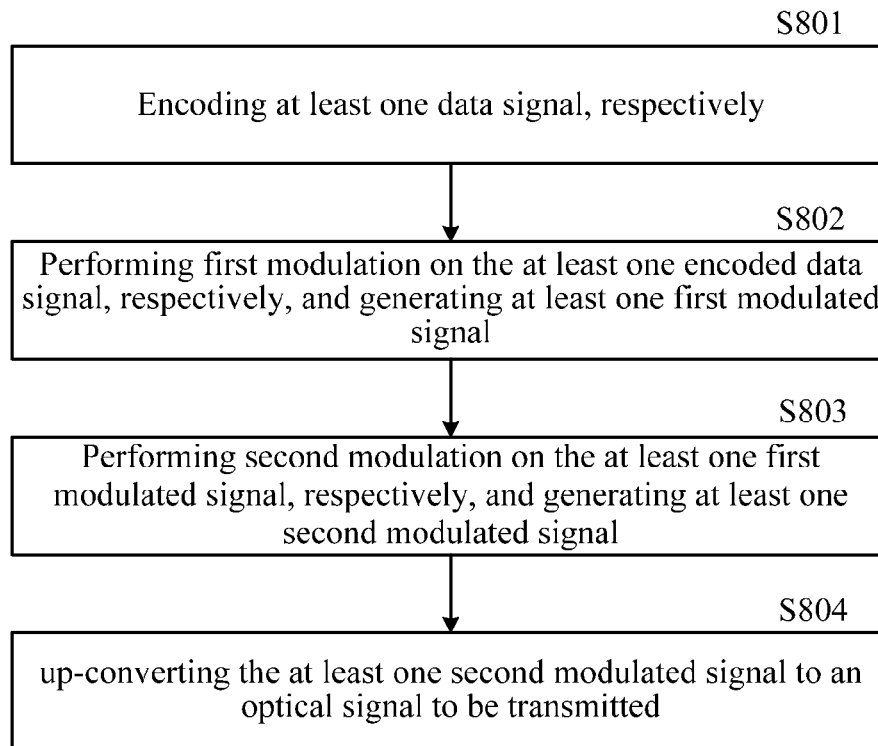 S801
Encoding at least one data signal, respectively
S802
Performing first modulation on the at least one encoded data
signal, respectively, and generating at least one first modulated
signal
S803
Performing second modulation on the at least one first
modulated signal, respectively, and generating at least one
second modulated signal
S804
up-converting the at least one second modulated signal to an
optical signal to be transmitted